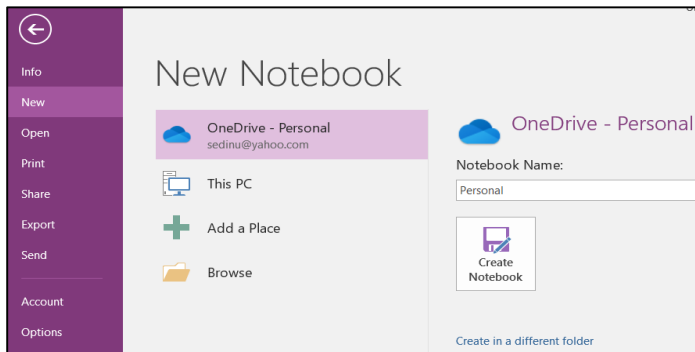 Info
New
Open
Print
Share
Export
Send
Account
Options
New Notebook
OneDrive - Personal
sedinu@yahoo.com
This PC
Add a Place
Browse
OneDrive - Personal
Notebook Name:
Personal
Create
Notebook
Create in a different folder